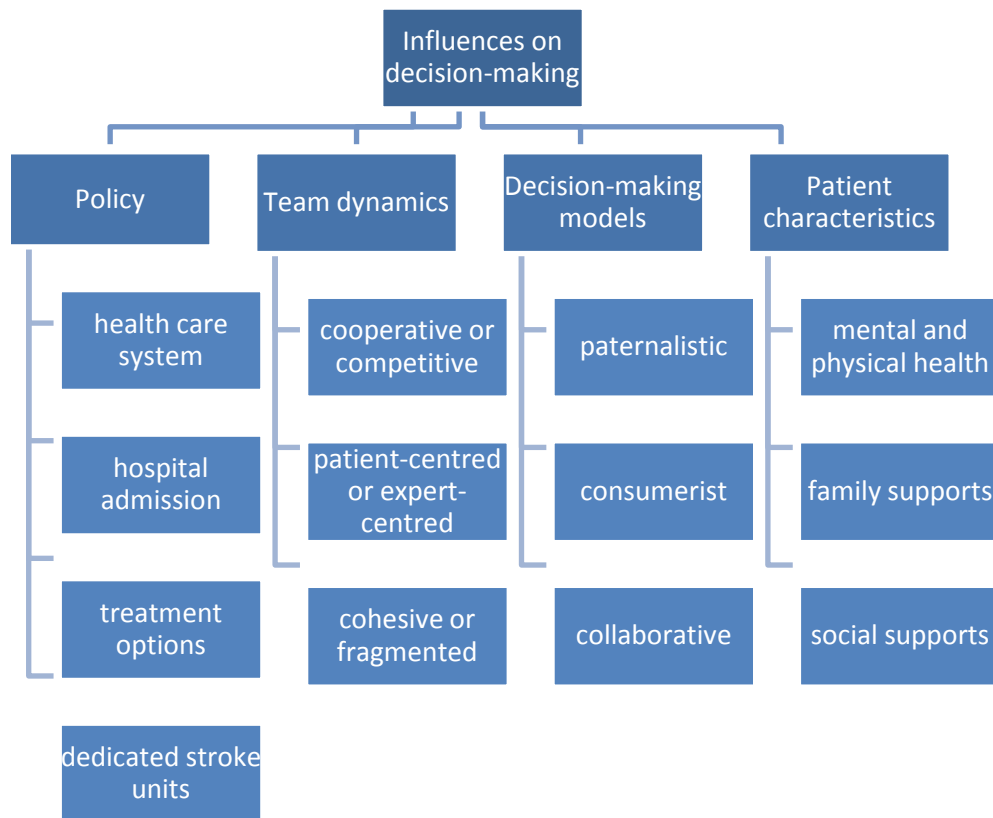 Influences on
decision-making
Policy
Team dynamics
Decision-making
models
Patient
characteristics
health care
system
hospital
admission
treatment
options
dedicated stroke
units
cooperative or
competitive
patient-centred
or expert-
centred
cohesive or
fragmented
paternalistic
consumerist
collaborative
mental and
physical health
family supports
social supports